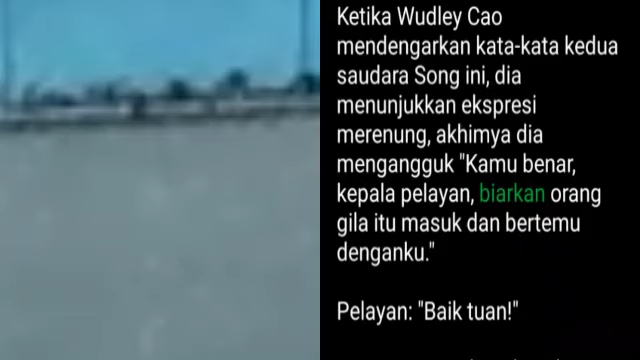 Ketika Wudley Cao
mendengarkan kata-kata kedua
saudara Song ini, dia
menunjukkan ekspresi
merenung, akhimya dia
mengangguk "Kamu benar,
kepala pelayan, biarkan orang
gila itu masuk dan bertemu
denganku."
Pelayan: "Baik tuan!"